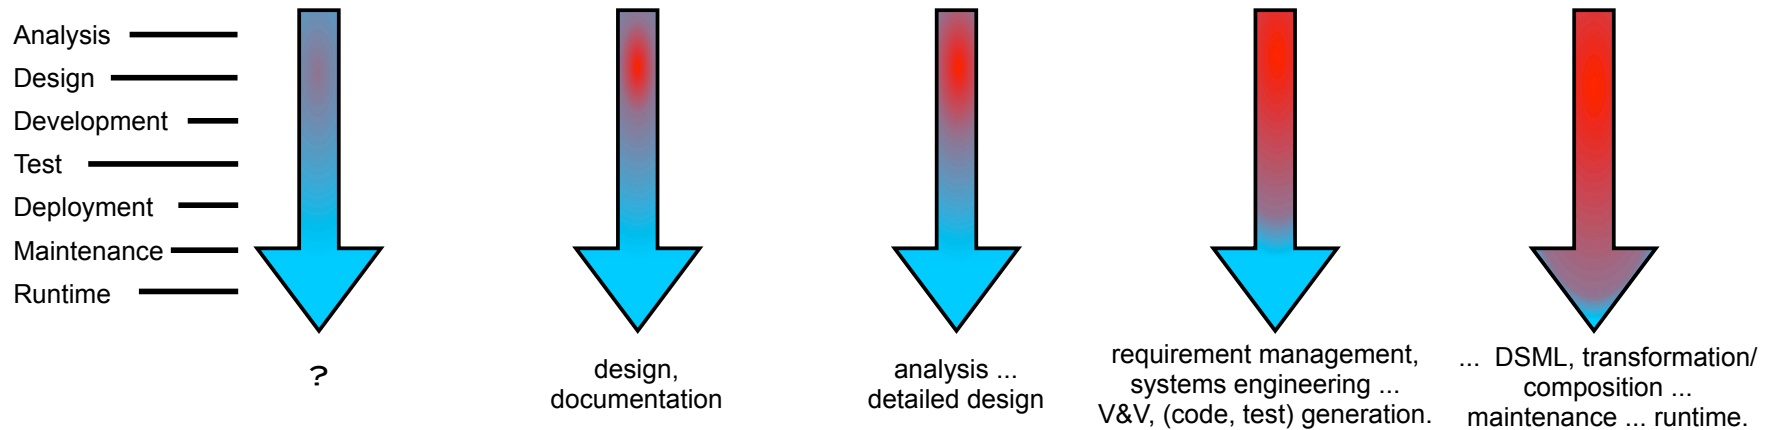 Analysis
Design
Development
Test
Deployment
Maintenance
Runtime
?
design,
documentation
analysis ...
detailed design
requirement management,
systems engineering ...
V&V, (code, test) generation.
... DSML, transformation/
composition ...
maintenance ... runtime.